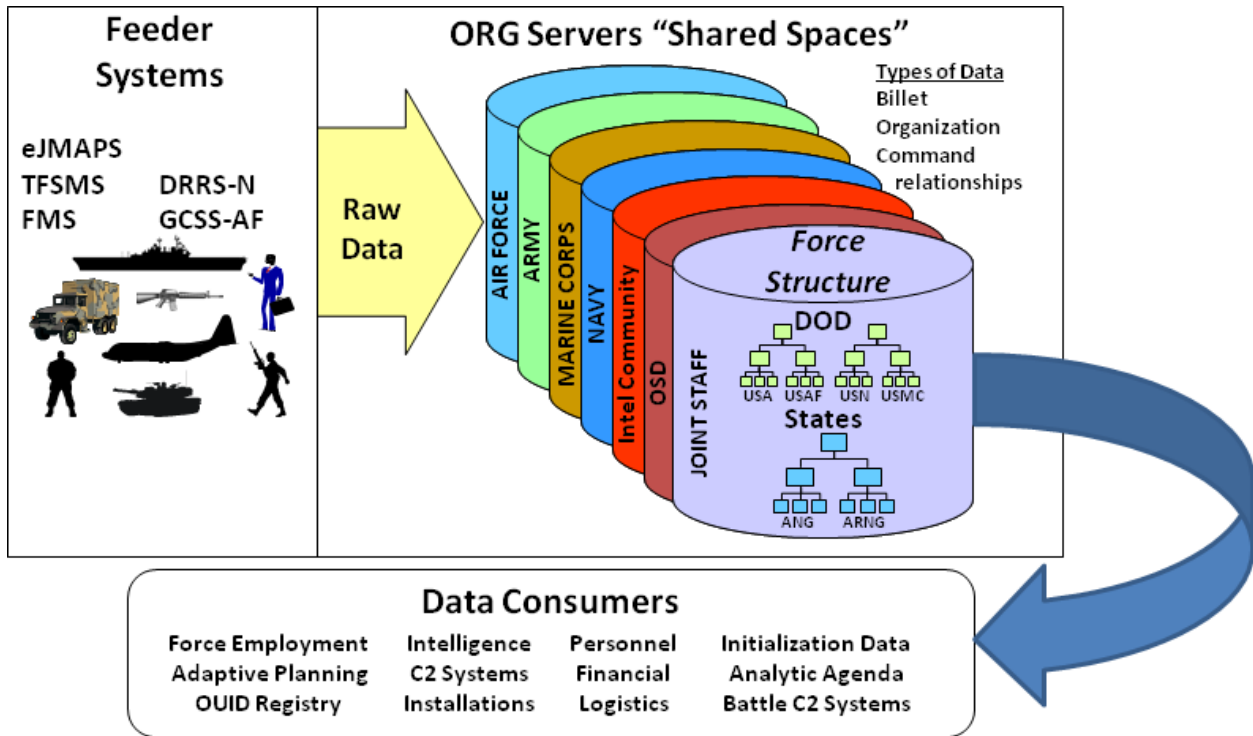 Feeder
Systems
eJMAPS
TFSMS DRRS-N
FMS GCSS-AF
Raw
Data
ORG Servers “Shared Spaces”
Types of Data
Billet
Organization
Command
relationships
AIR FORCE
ARMY
MARINE CORPS
NAVY
Intel Community
OSD
JOINT STAFF
Force
Structure
DOD
USA USAF USN USMC
States
ANG ARNG
Data Consumers
Force Employment Intelligence Personnel Initialization Data
Adaptive Planning C2 Systems Financial Analytic Agenda
OUID Registry Installations Logistics Battle C2 Systems